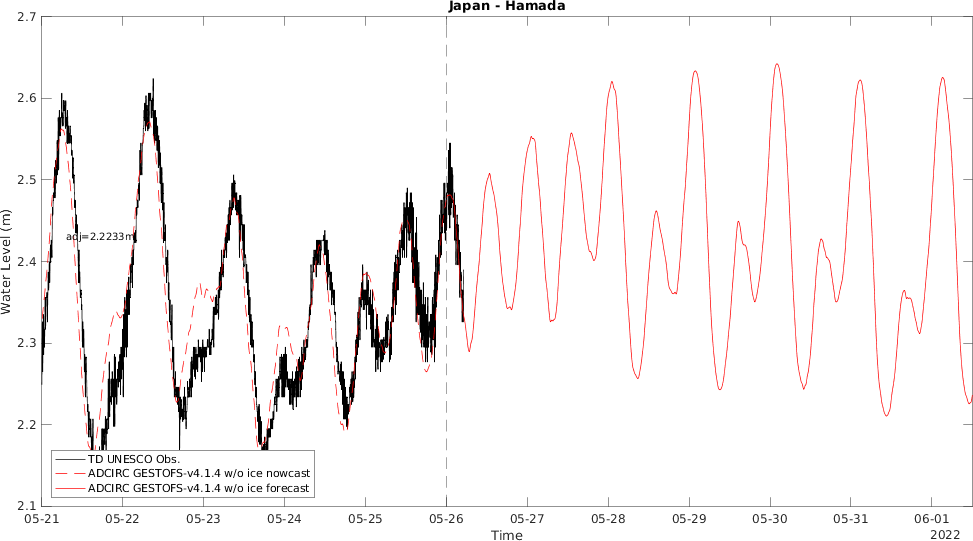 Japan - Hamada
2.7
2.6
2.5
2.4
2.3
2.2
2.1
Water Level (m)
adj=2.2233m
TD UNESCO Obs.
ADCIRC GESTOFS-v4.1.4 w/o ice nowcast
ADCIRC GESTOFS-v4.1.4 w/o ice forecast
05-21 05-22 05-23 05-24 05-25 05-26 05-27 05-28 05-29 05-30 05-31 06-01
2022
Time